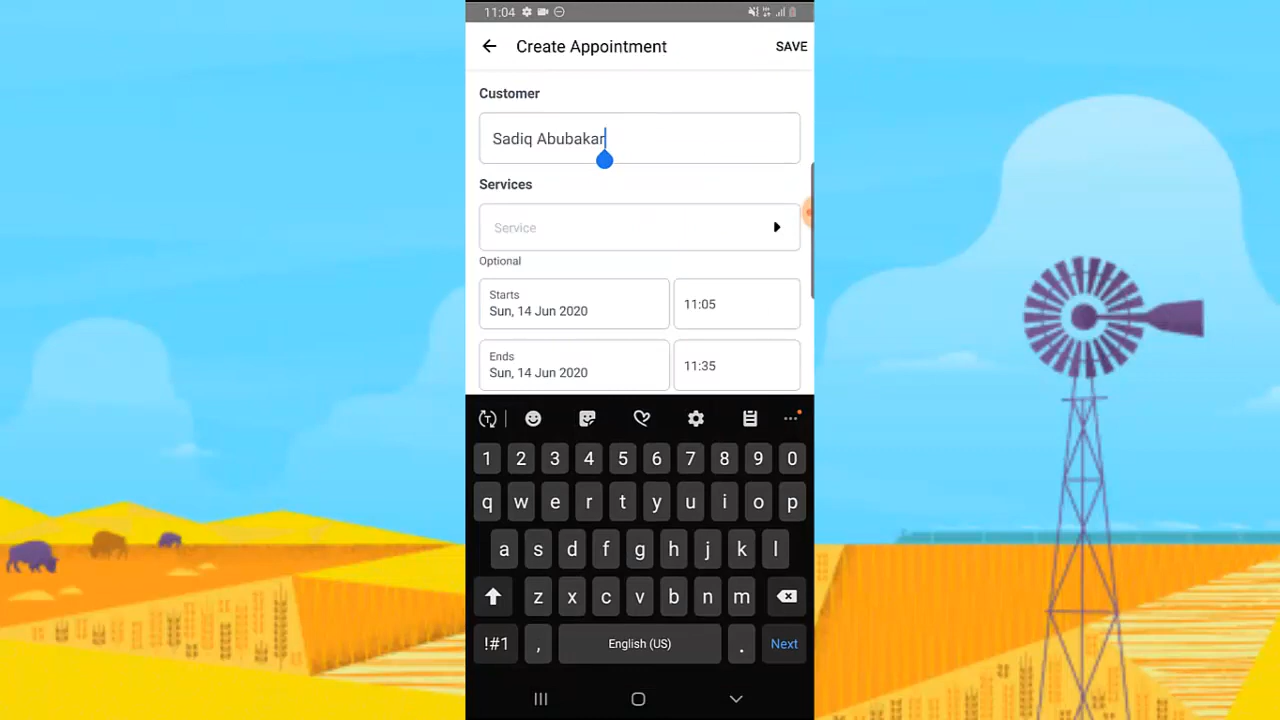 11:04
Create Appointment SAVE
Customer
Sadiq Abubakar
Services
Service
Optional
Starts
Sun, 14 Jun 2020 11:05
Ends
Sun, 14 Jun 2020 11:35
1 2 3 4 5 6 7 8 9 0
q w e r t y u i o p
a s d f g h j k l
z x c v b n m
!#1 , English (US) . Next